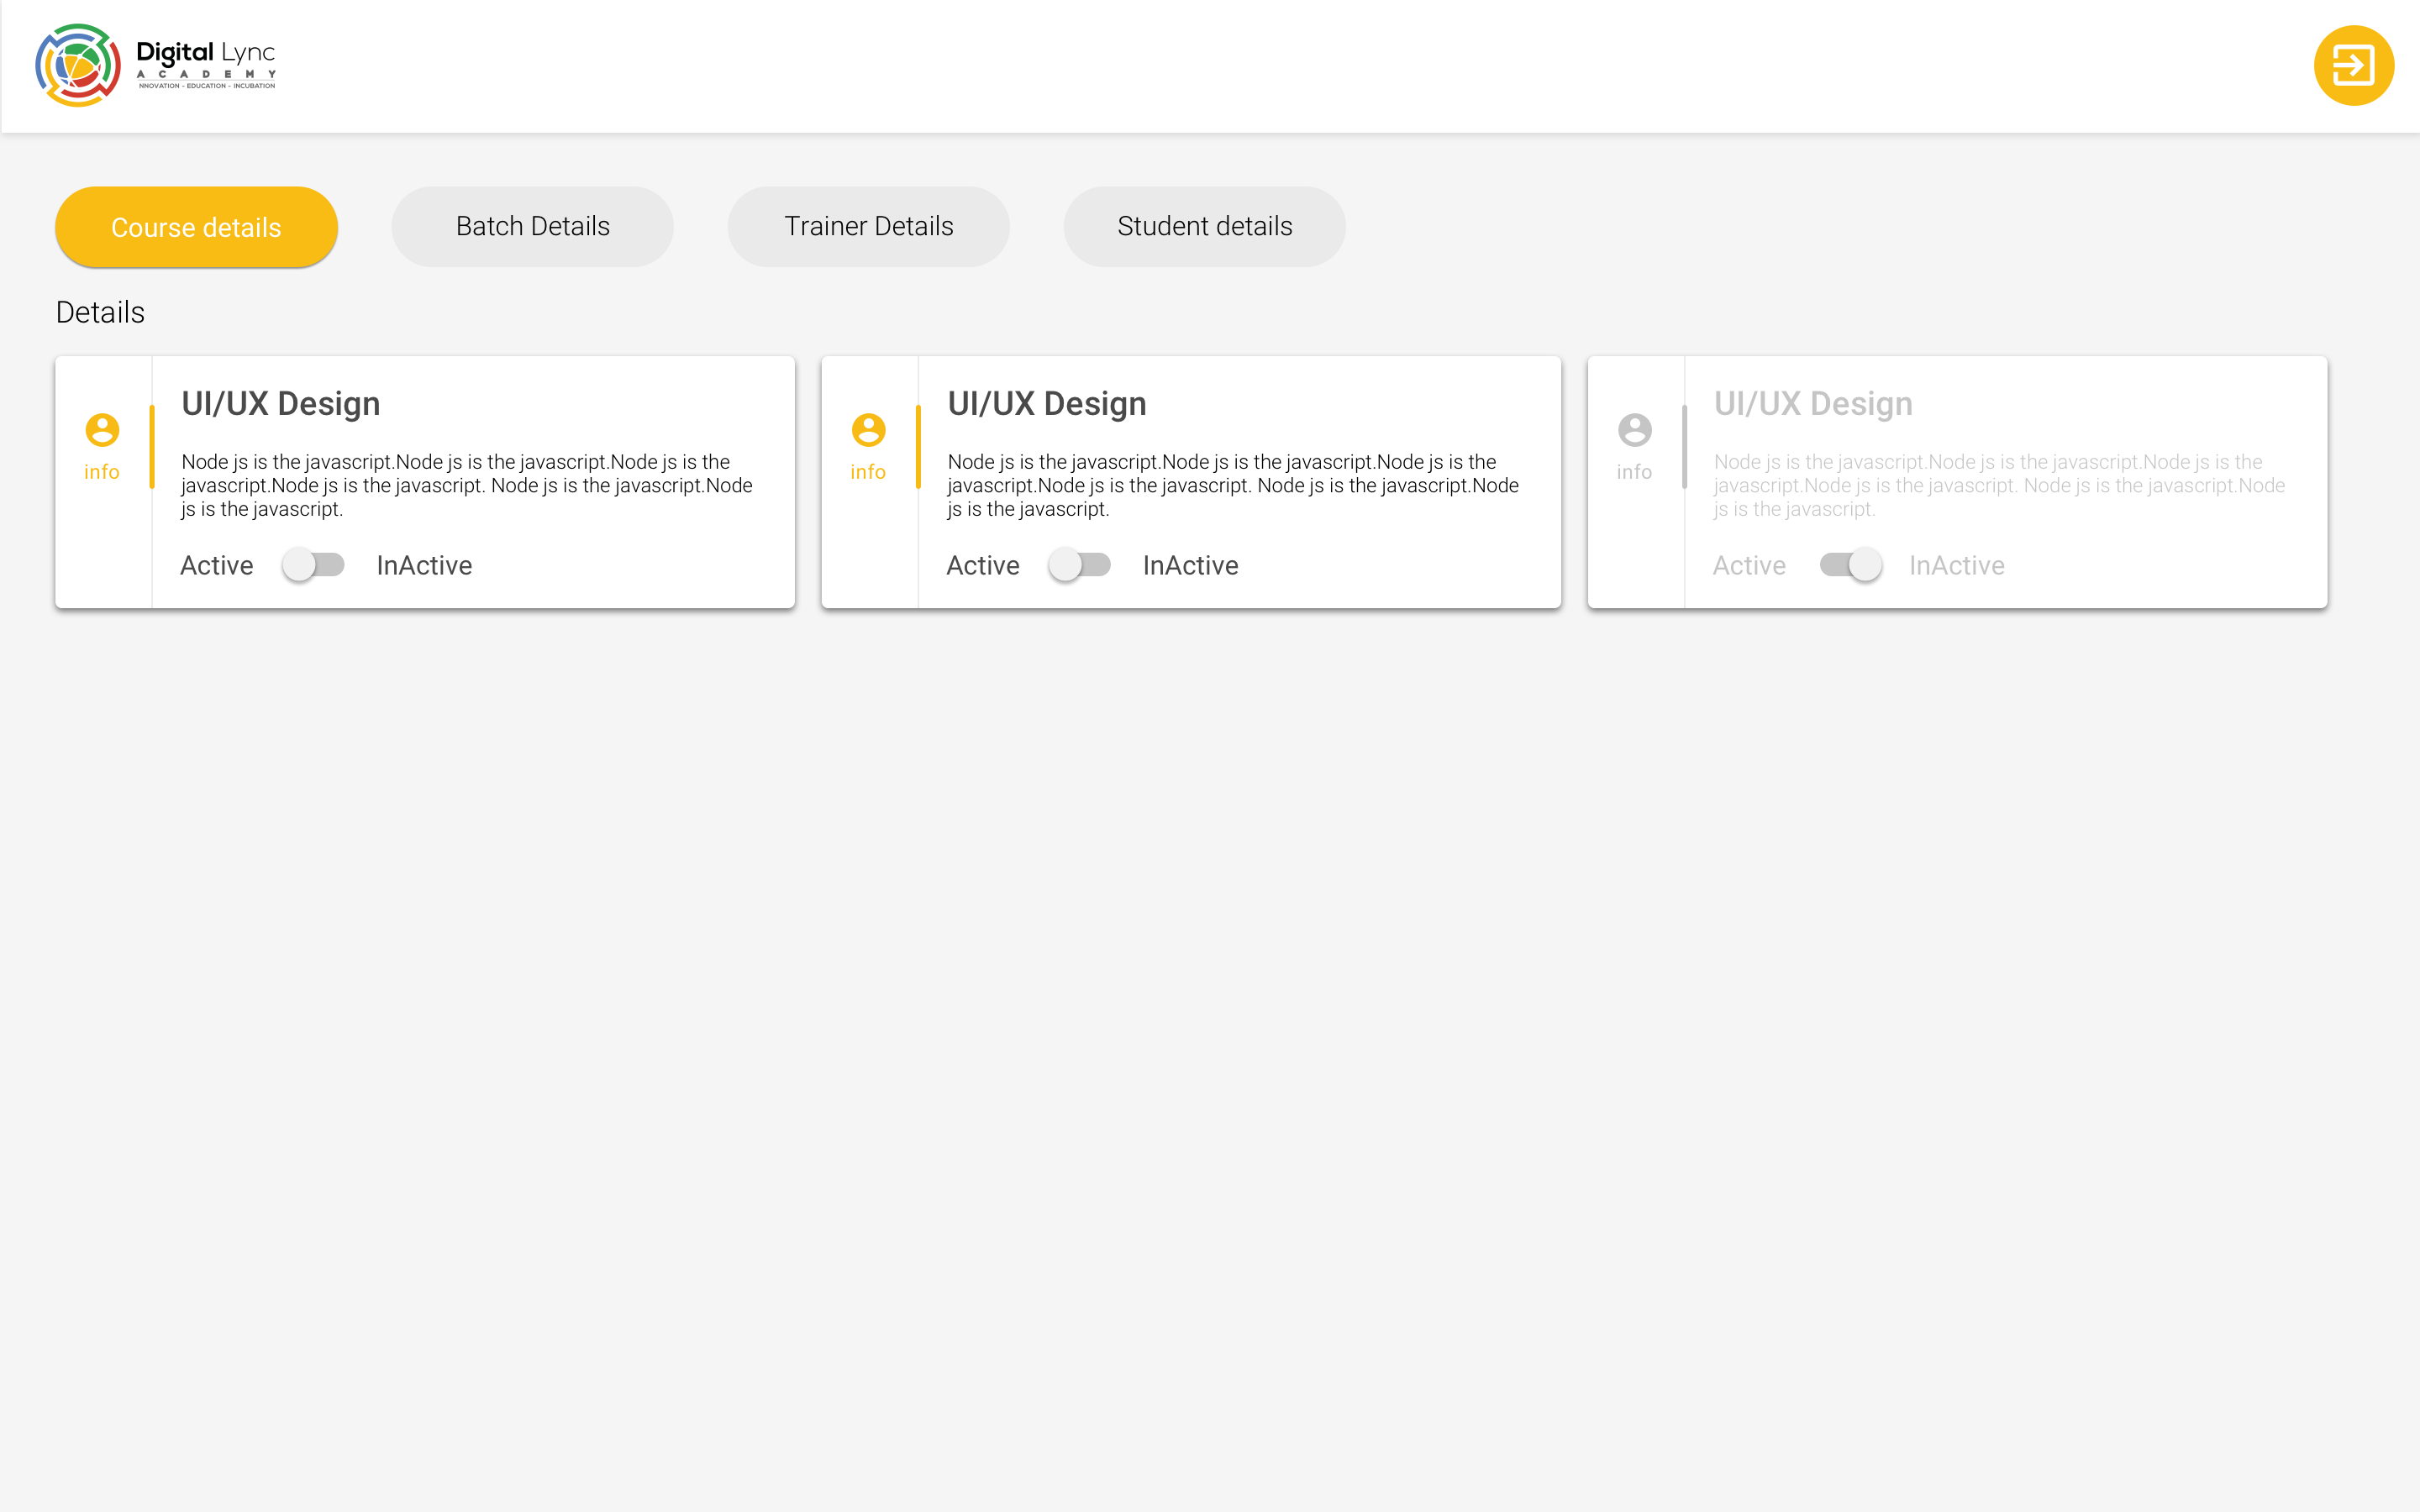 Digital Lync
ACADEMY
NNOVATION - EDUCATION - INCUBATION
Course details
Batch Details
Trainer Details
Student details
Details
UI/UX Design
info
Node js is the javascript.Node js is the javascript.Node js is the
javascript.Node js is the javascript. Node js is the javascript.Node
js is the javascript.
Active InActive
UI/UX Design
info
Node js is the javascript.Node js is the javascript.Node js is the
javascript.Node js is the javascript. Node js is the javascript.Node
js is the javascript.
Active InActive
UI/UX Design
info
Node js is the javascript.Node js is the javascript.Node js is the
javascript.Node js is the javascript. Node js is the javascript.Node
js is the javascript.
Active InActive